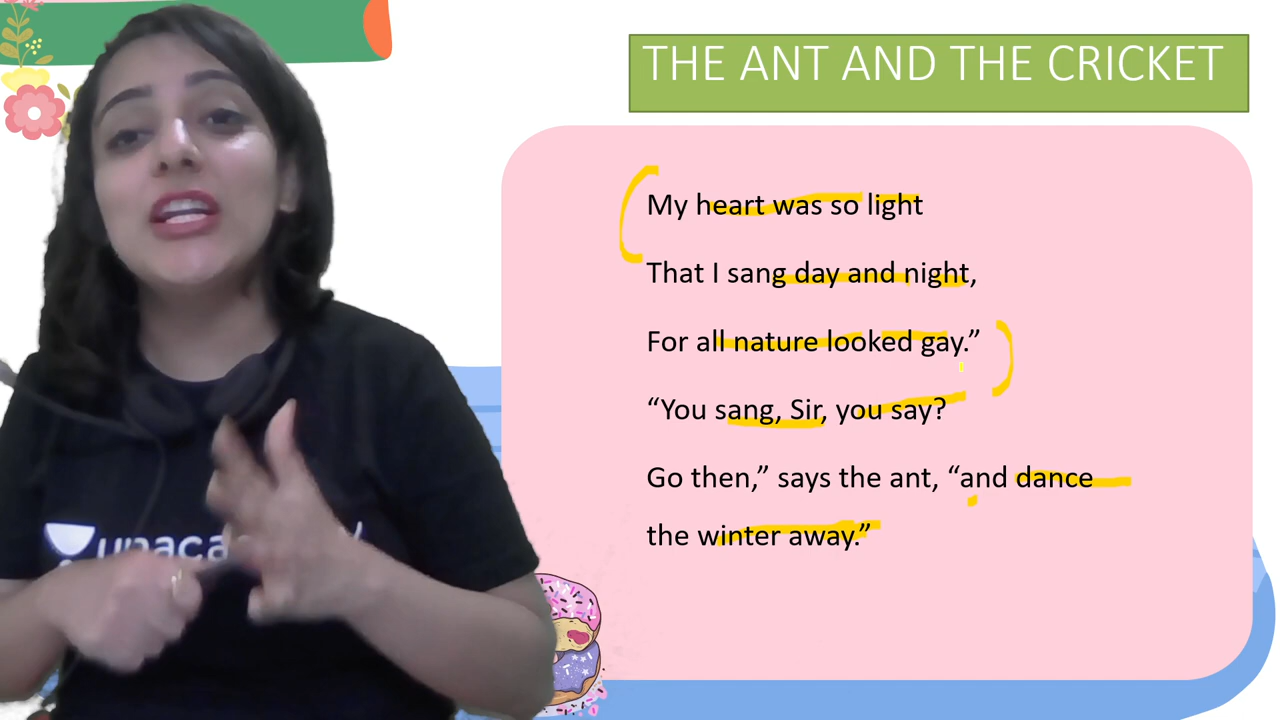 THE ANT AND THE CRICKET
My heart was so light
That I sang day and night,
For all nature looked gay.”
“You sang, Sir, you say?
Go then,” says the ant, “and dance
the winter away.”